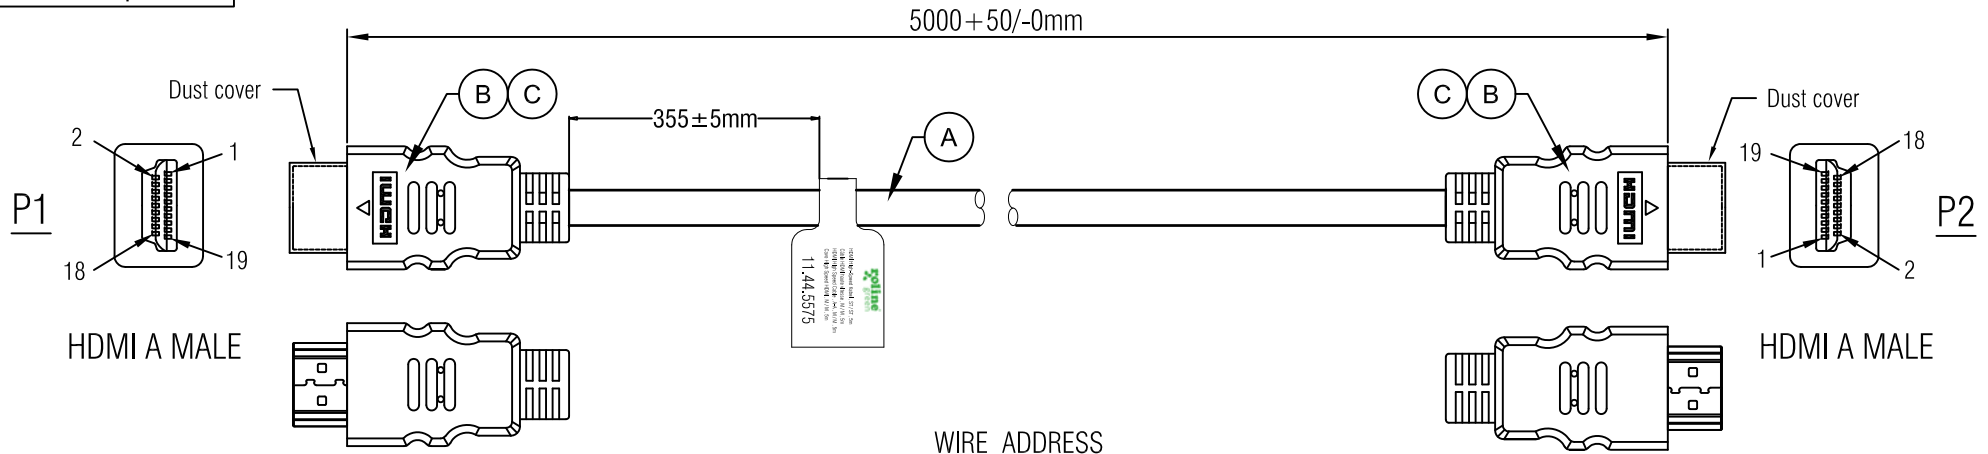 5000+50/-0mm
Dust cover
B C
355±5mm
A
C B
Dust cover
2
1
18
19
P1
HDMI
HDMI
19
18
1
2
P2
roline
green
11.44.5575
HDMI A MALE
HDMI A MALE
WIRE ADDRESS